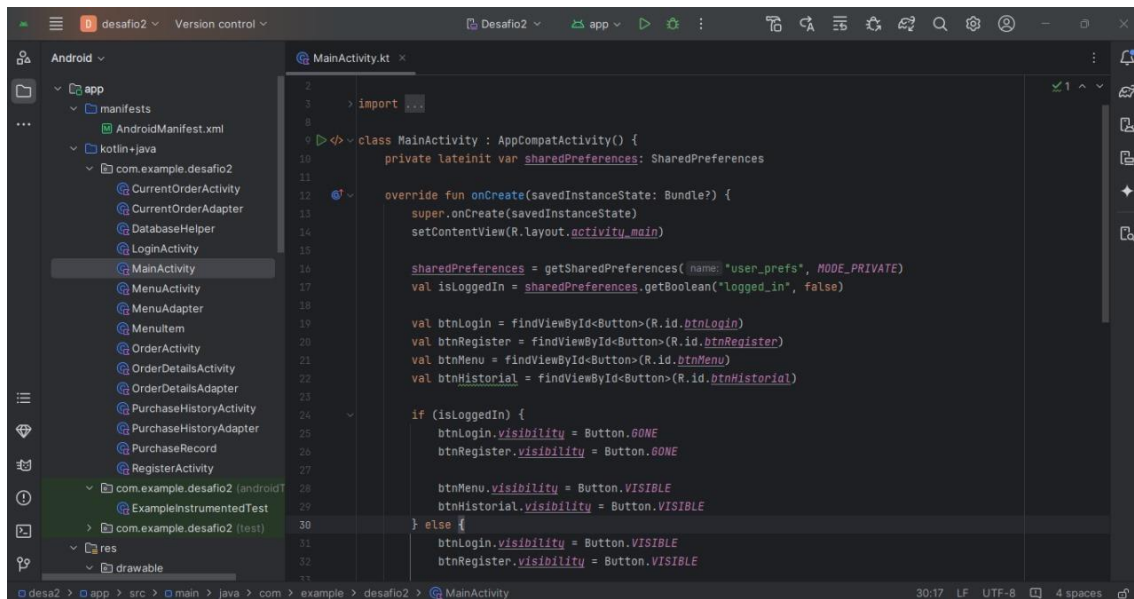 D desafio2 Version control Desafio2 app
Android
app
manifests
AndroidManifest.xml
kotlin+java
com.example.desafio2
CurrentOrderActivity
CurrentOrderAdapter
DatabaseHelper
LoginActivity
MainActivity
MenuActivity
MenuAdapter
MenuItem
OrderActivity
OrderDetailsActivity
OrderDetailsAdapter
PurchaseHistoryActivity
PurchaseHistoryAdapter
PurchaseRecord
RegisterActivity
com.example.desafio2 (androidT
ExampleInstrumentedTest
com.example.desafio2 (test)
res
drawable
MainActivity.kt
1
2
3 import ...
8
9 class MainActivity : AppCompatActivity() {
10 private lateinit var sharedPreferences: SharedPreferences
11
12 override fun onCreate(savedInstanceState: Bundle?) {
13 super.onCreate(savedInstanceState)
14 setContentView(R.layout.activity_main)
15
16 sharedPreferences = getSharedPreferences( name: "user_prefs", MODE_PRIVATE)
17 val isLoggedIn = sharedPreferences.getBoolean("logged_in", false)
18
19 val btnLogin = findViewById<Button>(R.id.btnLogin)
20 val btnRegister = findViewById<Button>(R.id.btnRegister)
21 val btnMenu = findViewById<Button>(R.id.btnMenu)
22 val btnHistorial = findViewById<Button>(R.id.btnHistorial)
23
24 if (isLoggedIn) {
25 btnLogin.visibility = Button.GONE
26 btnRegister.visibility = Button.GONE
27
28 btnMenu.visibility = Button.VISIBLE
29 btnHistorial.visibility = Button.VISIBLE
30 } else {
31 btnLogin.visibility = Button.VISIBLE
32 btnRegister.visibility = Button.VISIBLE
33
desa2 > app > src > main > java > com > example > desafio2 > MainActivity 30:17 LF UTF-8 4 spaces